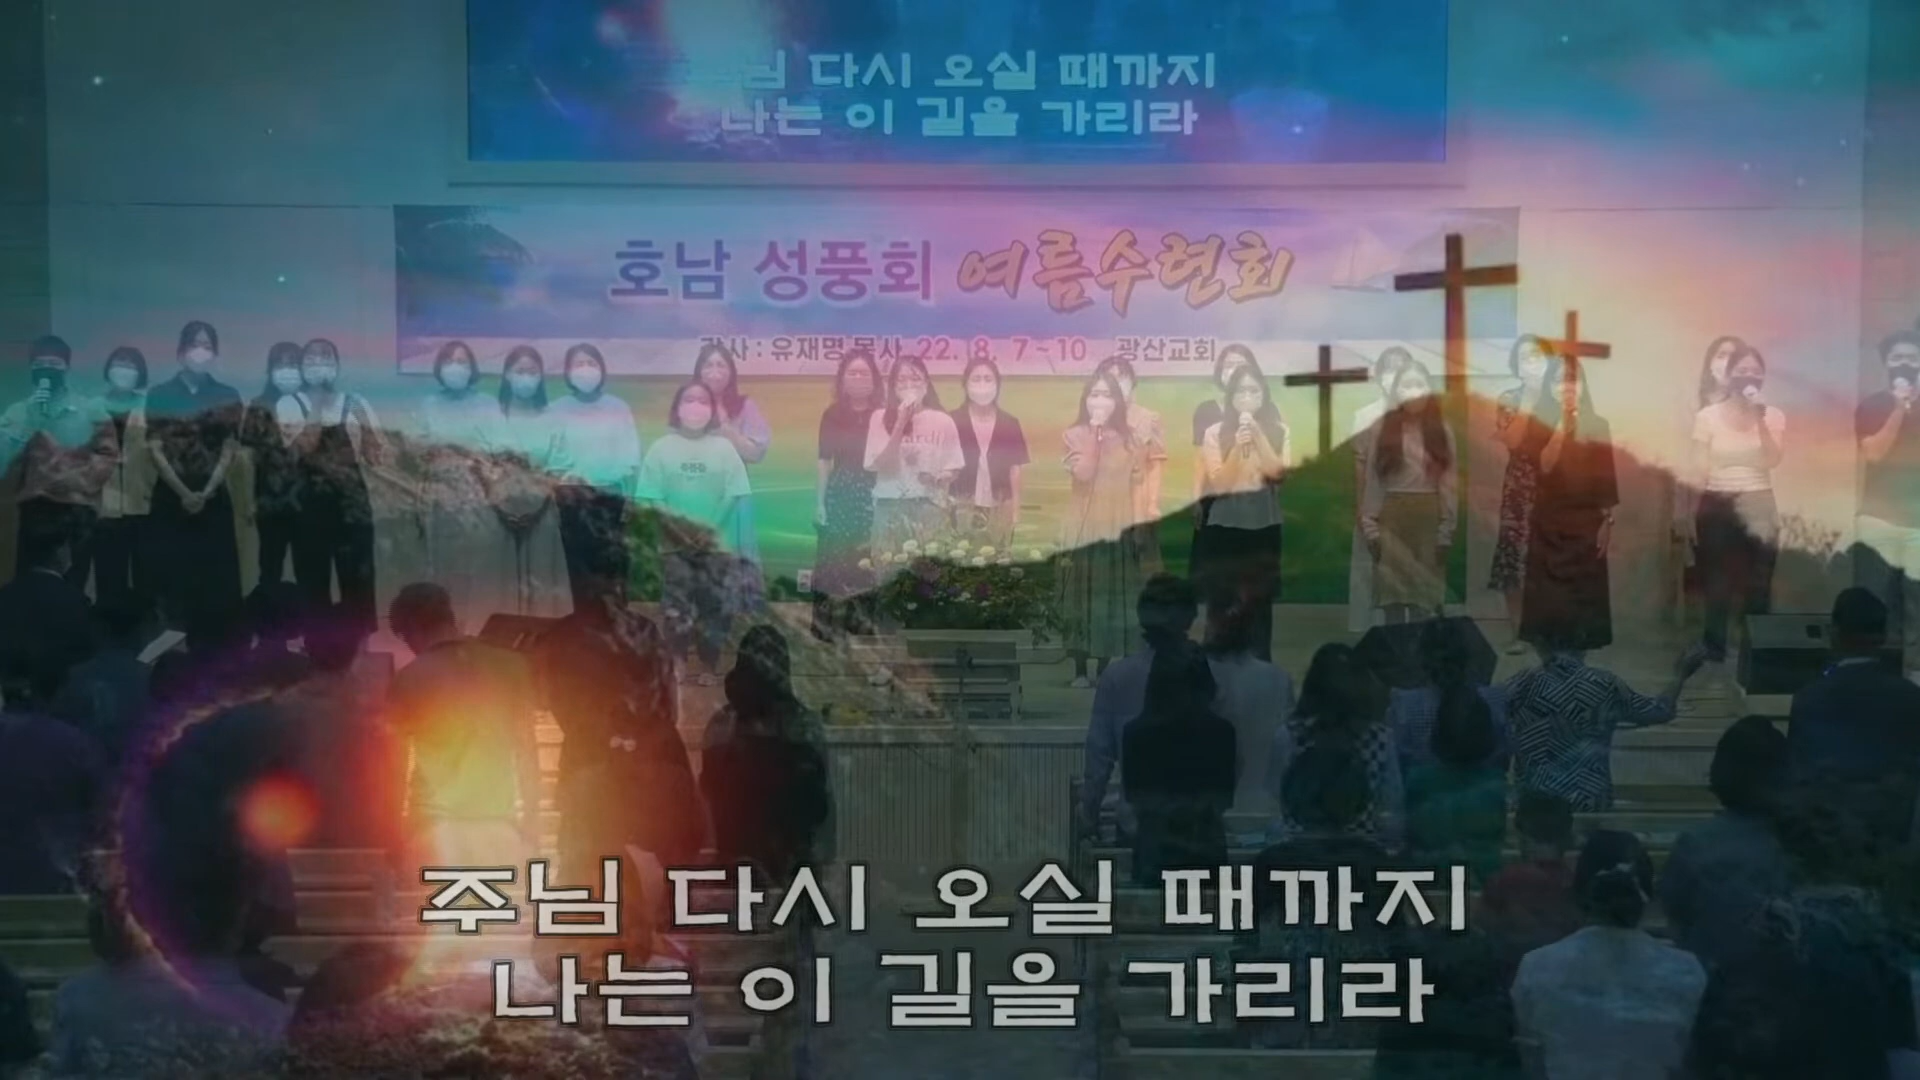 님 다시 오실 때까지
나는 이 길을 가리라
호남 성풍회 여름수련회
강사 : 유재명 목사 22. 8. 7 ~ 10 광산교회
주님 다시 오실 때까지
나는 이 길을 가리라